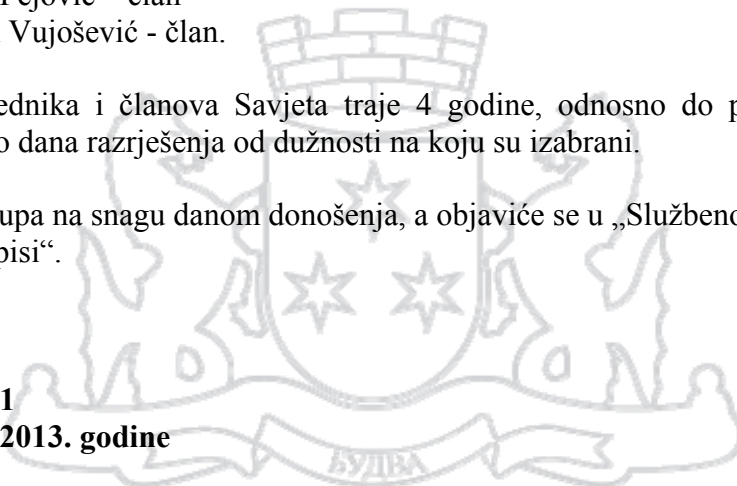 Pejović – član
Vujošević - član.
ednika i članova Savjeta traje 4 godine, odnosno do p
o dana razrješenja od dužnosti na koju su izabrani.
upa na snagu danom donošenja, a objaviće se u „Službeno
pisi“.
1
2013. godine
БУДВА